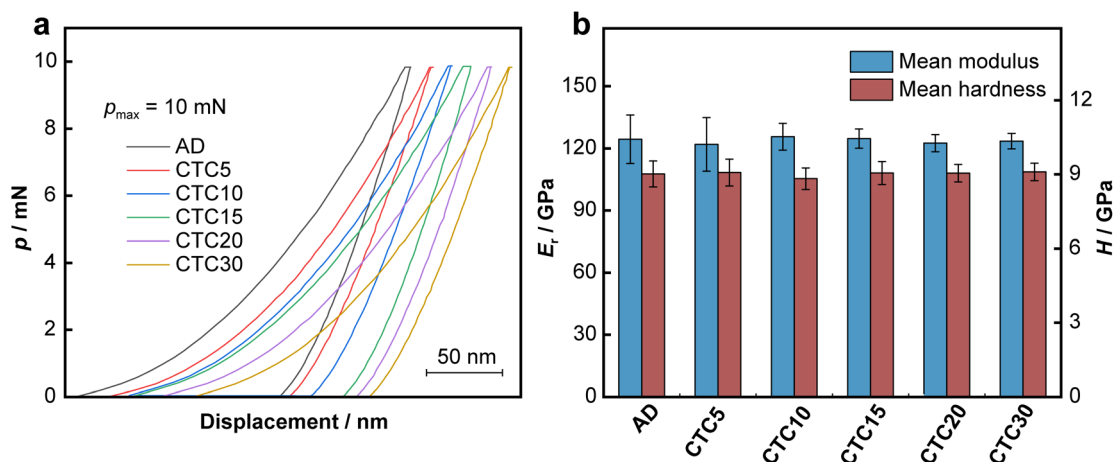 a
10
8
6
4
2
0
p / mN
p max = 10 mN
AD
CTC5
CTC10
CTC15
CTC20
CTC30
50 nm
Displacement / nm
b
150
120
90
60
30
0
Er / GPa
Mean modulus
Mean hardness
12
9
6
3
0
H / GPa
AD
CTC5
CTC10
CTC15
CTC20
CTC30